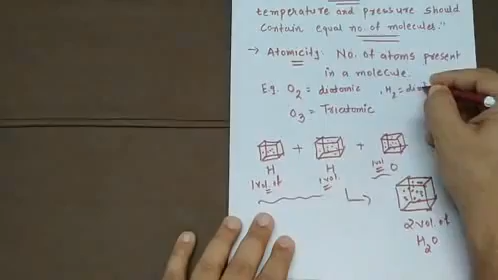 temperature and pressure should
contain equal no. of molecules."
→ Atomicity: No. of atoms present
in a molecule.
Eg. O2 = diatomic , H2 = diat
O3 = Triatomic
+ +
H H O
1 vol. of 1 vol. 1 vol
2 vol. of
H2O